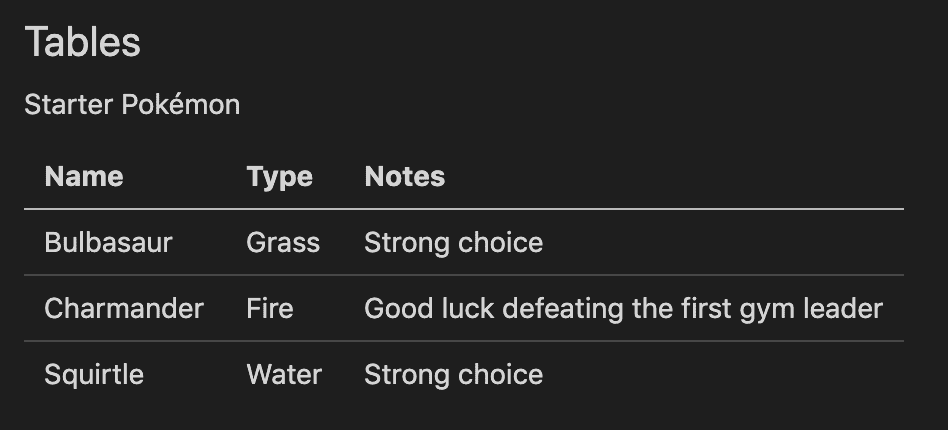 Tables
Starter Pokémon
Name Type Notes
Bulbasaur Grass Strong choice
Charmander Fire Good luck defeating the first gym leader
Squirtle Water Strong choice